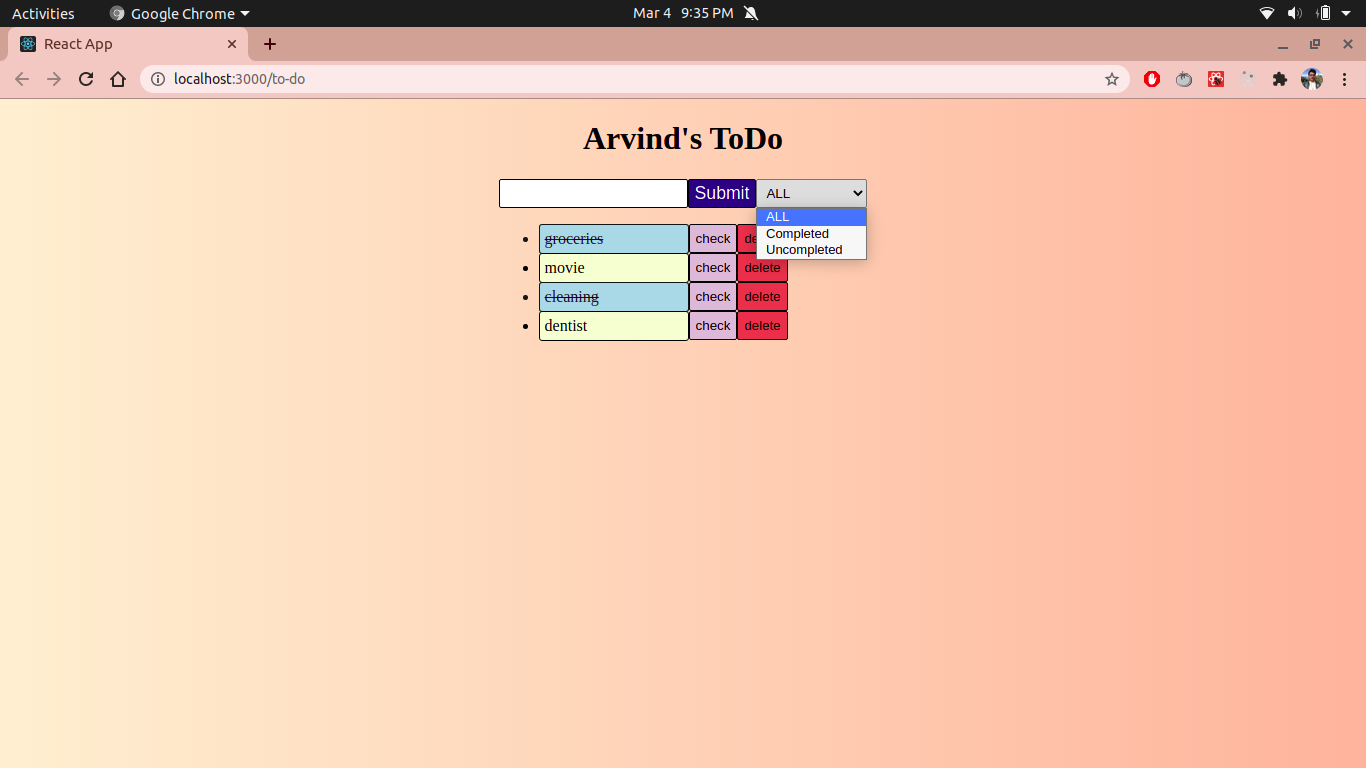 Activities Google Chrome Mar 4 9:35 PM
React App
localhost:3000/to-do
Arvind's ToDo
Submit ALL
ALL
Completed
Uncompleted
groceries check de
movie check delete
cleaning check delete
dentist check delete